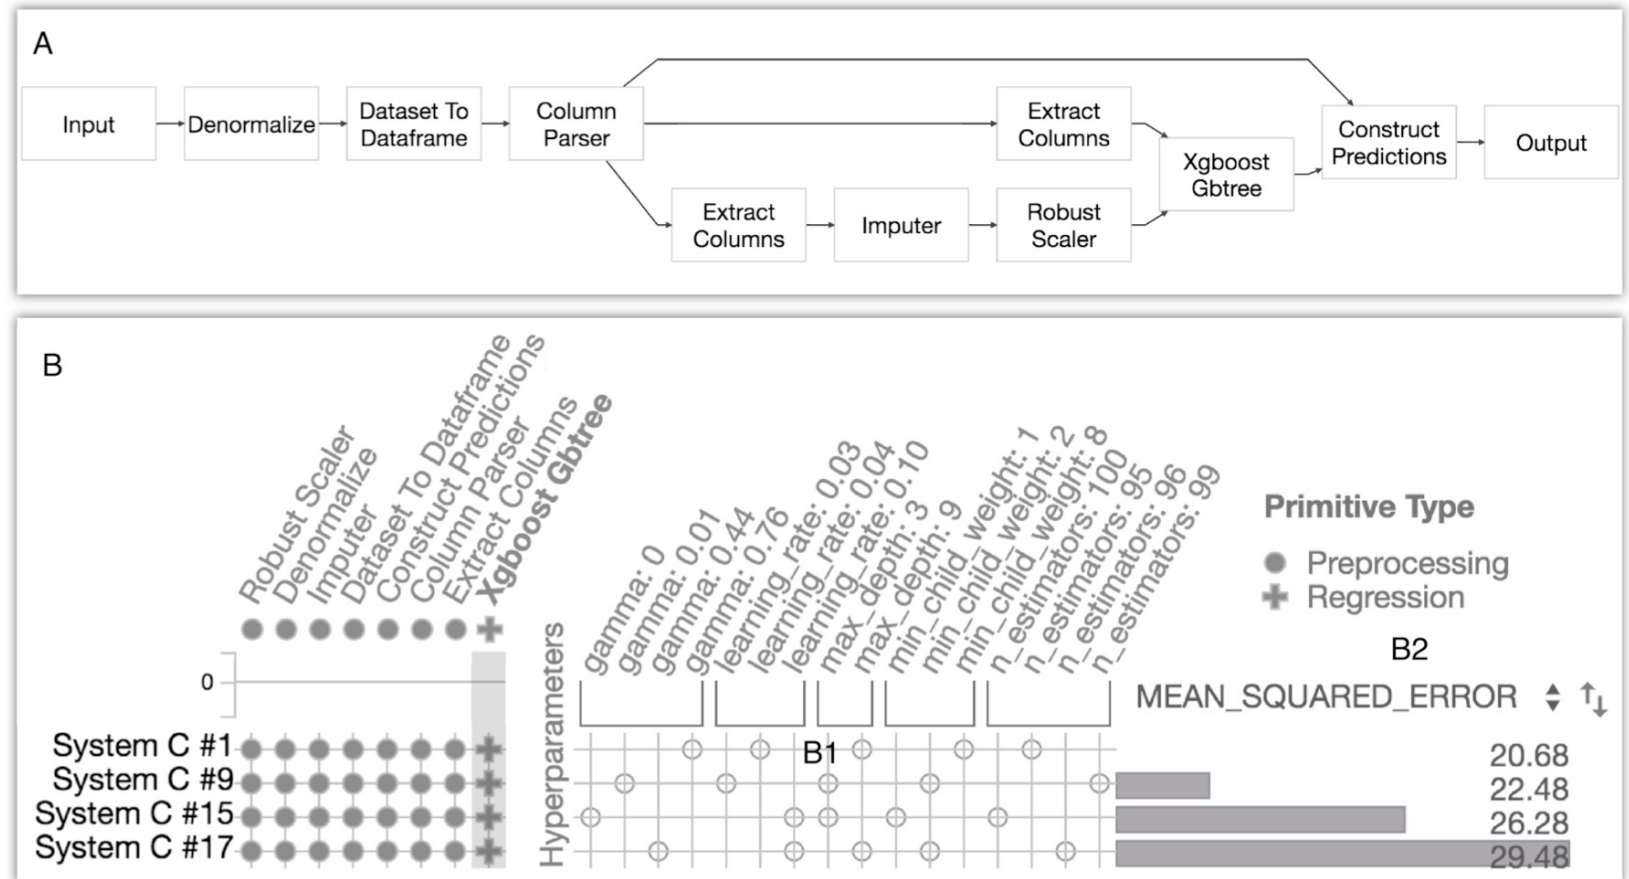 A
Input
Denormalize
Dataset To
Dataframe
Column
Parser
Extract
Columns
Imputer
Robust
Scaler
Extract
Columns
Xgboost
Gbtree
Construct
Predictions
Output
B
Robust Scaler
Denormalize
Imputer
Dataset To Dataframe
Construct Predictions
Column Parser
Extract Columns
Xgboost Gbtree
0
Hyperparameters
gamma: 0
gamma: 0.01
gamma: 0.44
gamma: 0.76
learning_rate: 0.03
learning_rate: 0.04
learning_rate: 0.10
max_depth: 3
max_depth: 9
min_child_weight: 1
min_child_weight: 2
min_child_weight: 8
n_estimators: 100
n_estimators: 95
n_estimators: 96
n_estimators: 99
Primitive Type
Preprocessing
Regression
B2
MEAN_SQUARED_ERROR
B1
System C #1
20.68
System C #9
22.48
System C #15
26.28
System C #17
29.48